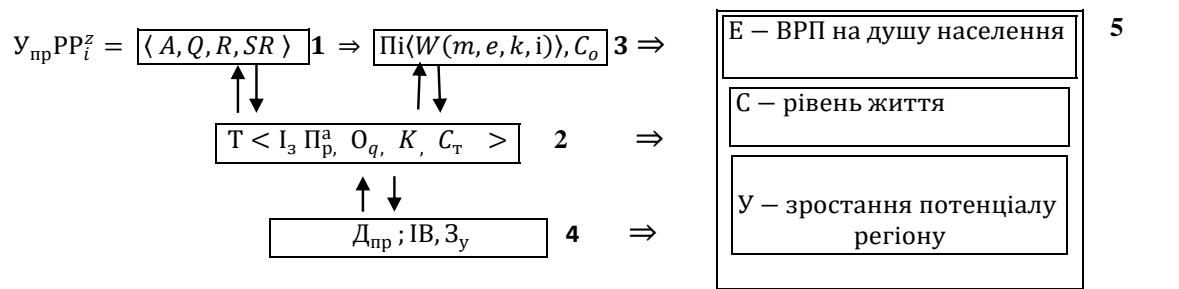 У_пр РР_i^z = ⟨ A, Q, R, SR ⟩ 1 ⇒ Пі⟨W(m, e, k, i)⟩, C_o 3 ⇒
Е − ВРП на душу населення 5
С − рівень життя
Т < І_з П_р^а, О_q, K, C_т > 2 ⇒
У − зростання потенціалу
регіону
Д_пр ; ІВ, З_у 4 ⇒